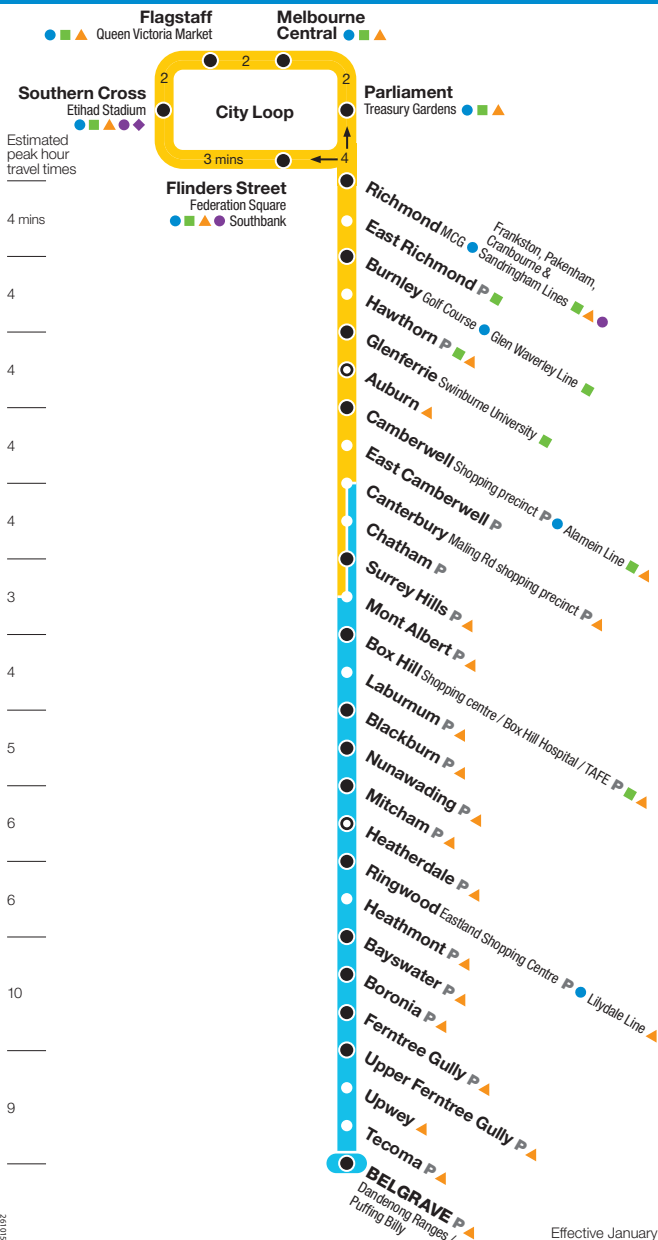 Flagstaff
Queen Victoria Market
Melbourne
Central
2
2
2
Southern Cross
Etihad Stadium
City Loop
Parliament
Treasury Gardens
3 mins
4
Flinders Street
Federation Square
Southbank
Estimated
peak hour
travel times
4 mins
4
4
4
4
3
4
5
6
6
10
9
Richmond MCG
Frankston, Pakenham,
Cranbourne &
Sandringham Lines
East Richmond P
Burnley Golf Course Glen Waverley Line
Hawthorn P
Glenferrie Swinburne University
Auburn
Camberwell Shopping precinct P Alamein Line
East Camberwell P
Canterbury Maling Rd shopping precinct P
Chatham P
Surrey Hills P
Mont Albert P
Box Hill Shopping centre / Box Hill Hospital / TAFE P
Laburnum P
Blackburn P
Nunawading P
Mitcham P
Heatherdale P
Ringwood Eastland Shopping Centre P Lilydale Line
Heathmont P
Bayswater P
Boronia P
Ferntree Gully P
Upper Ferntree Gully P
Upwey
Tecoma P
BELGRAVE P
Dandenong Ranges /
Puffing Billy
261015
Effective January